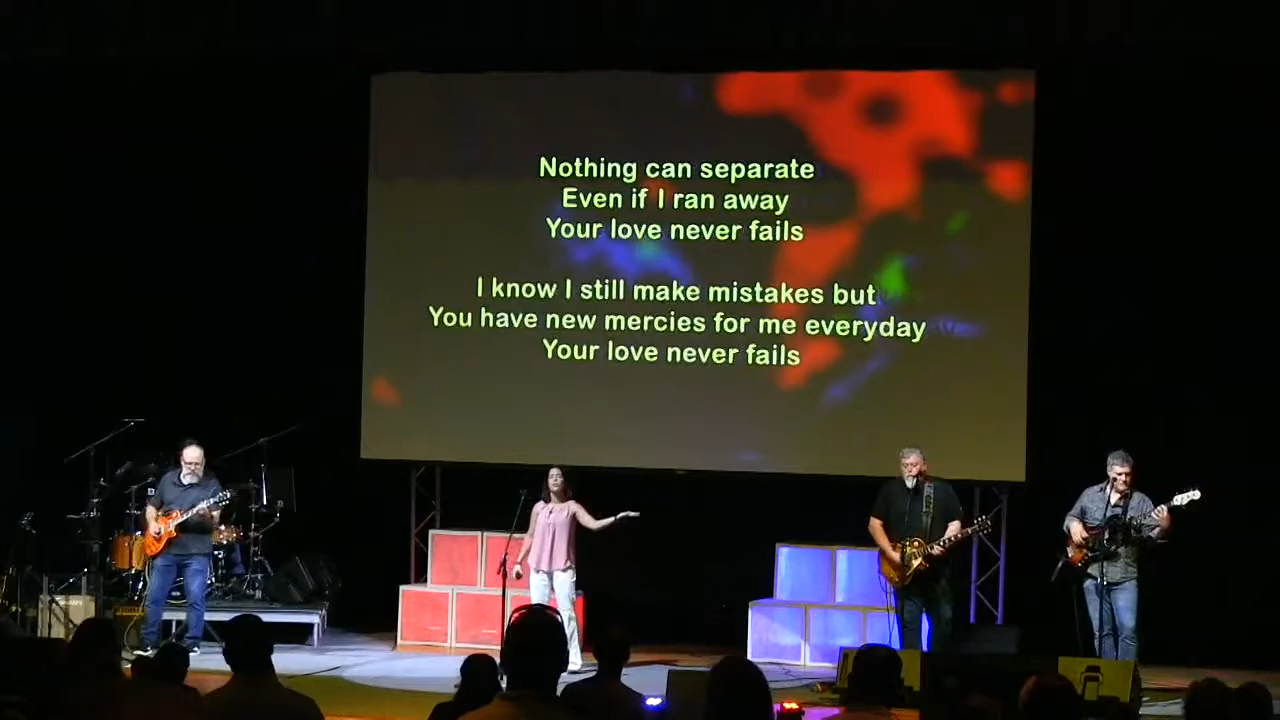 Nothing can separate
Even if I ran away
Your love never fails
I know I still make mistakes but
You have new mercies for me everyday
Your love never fails